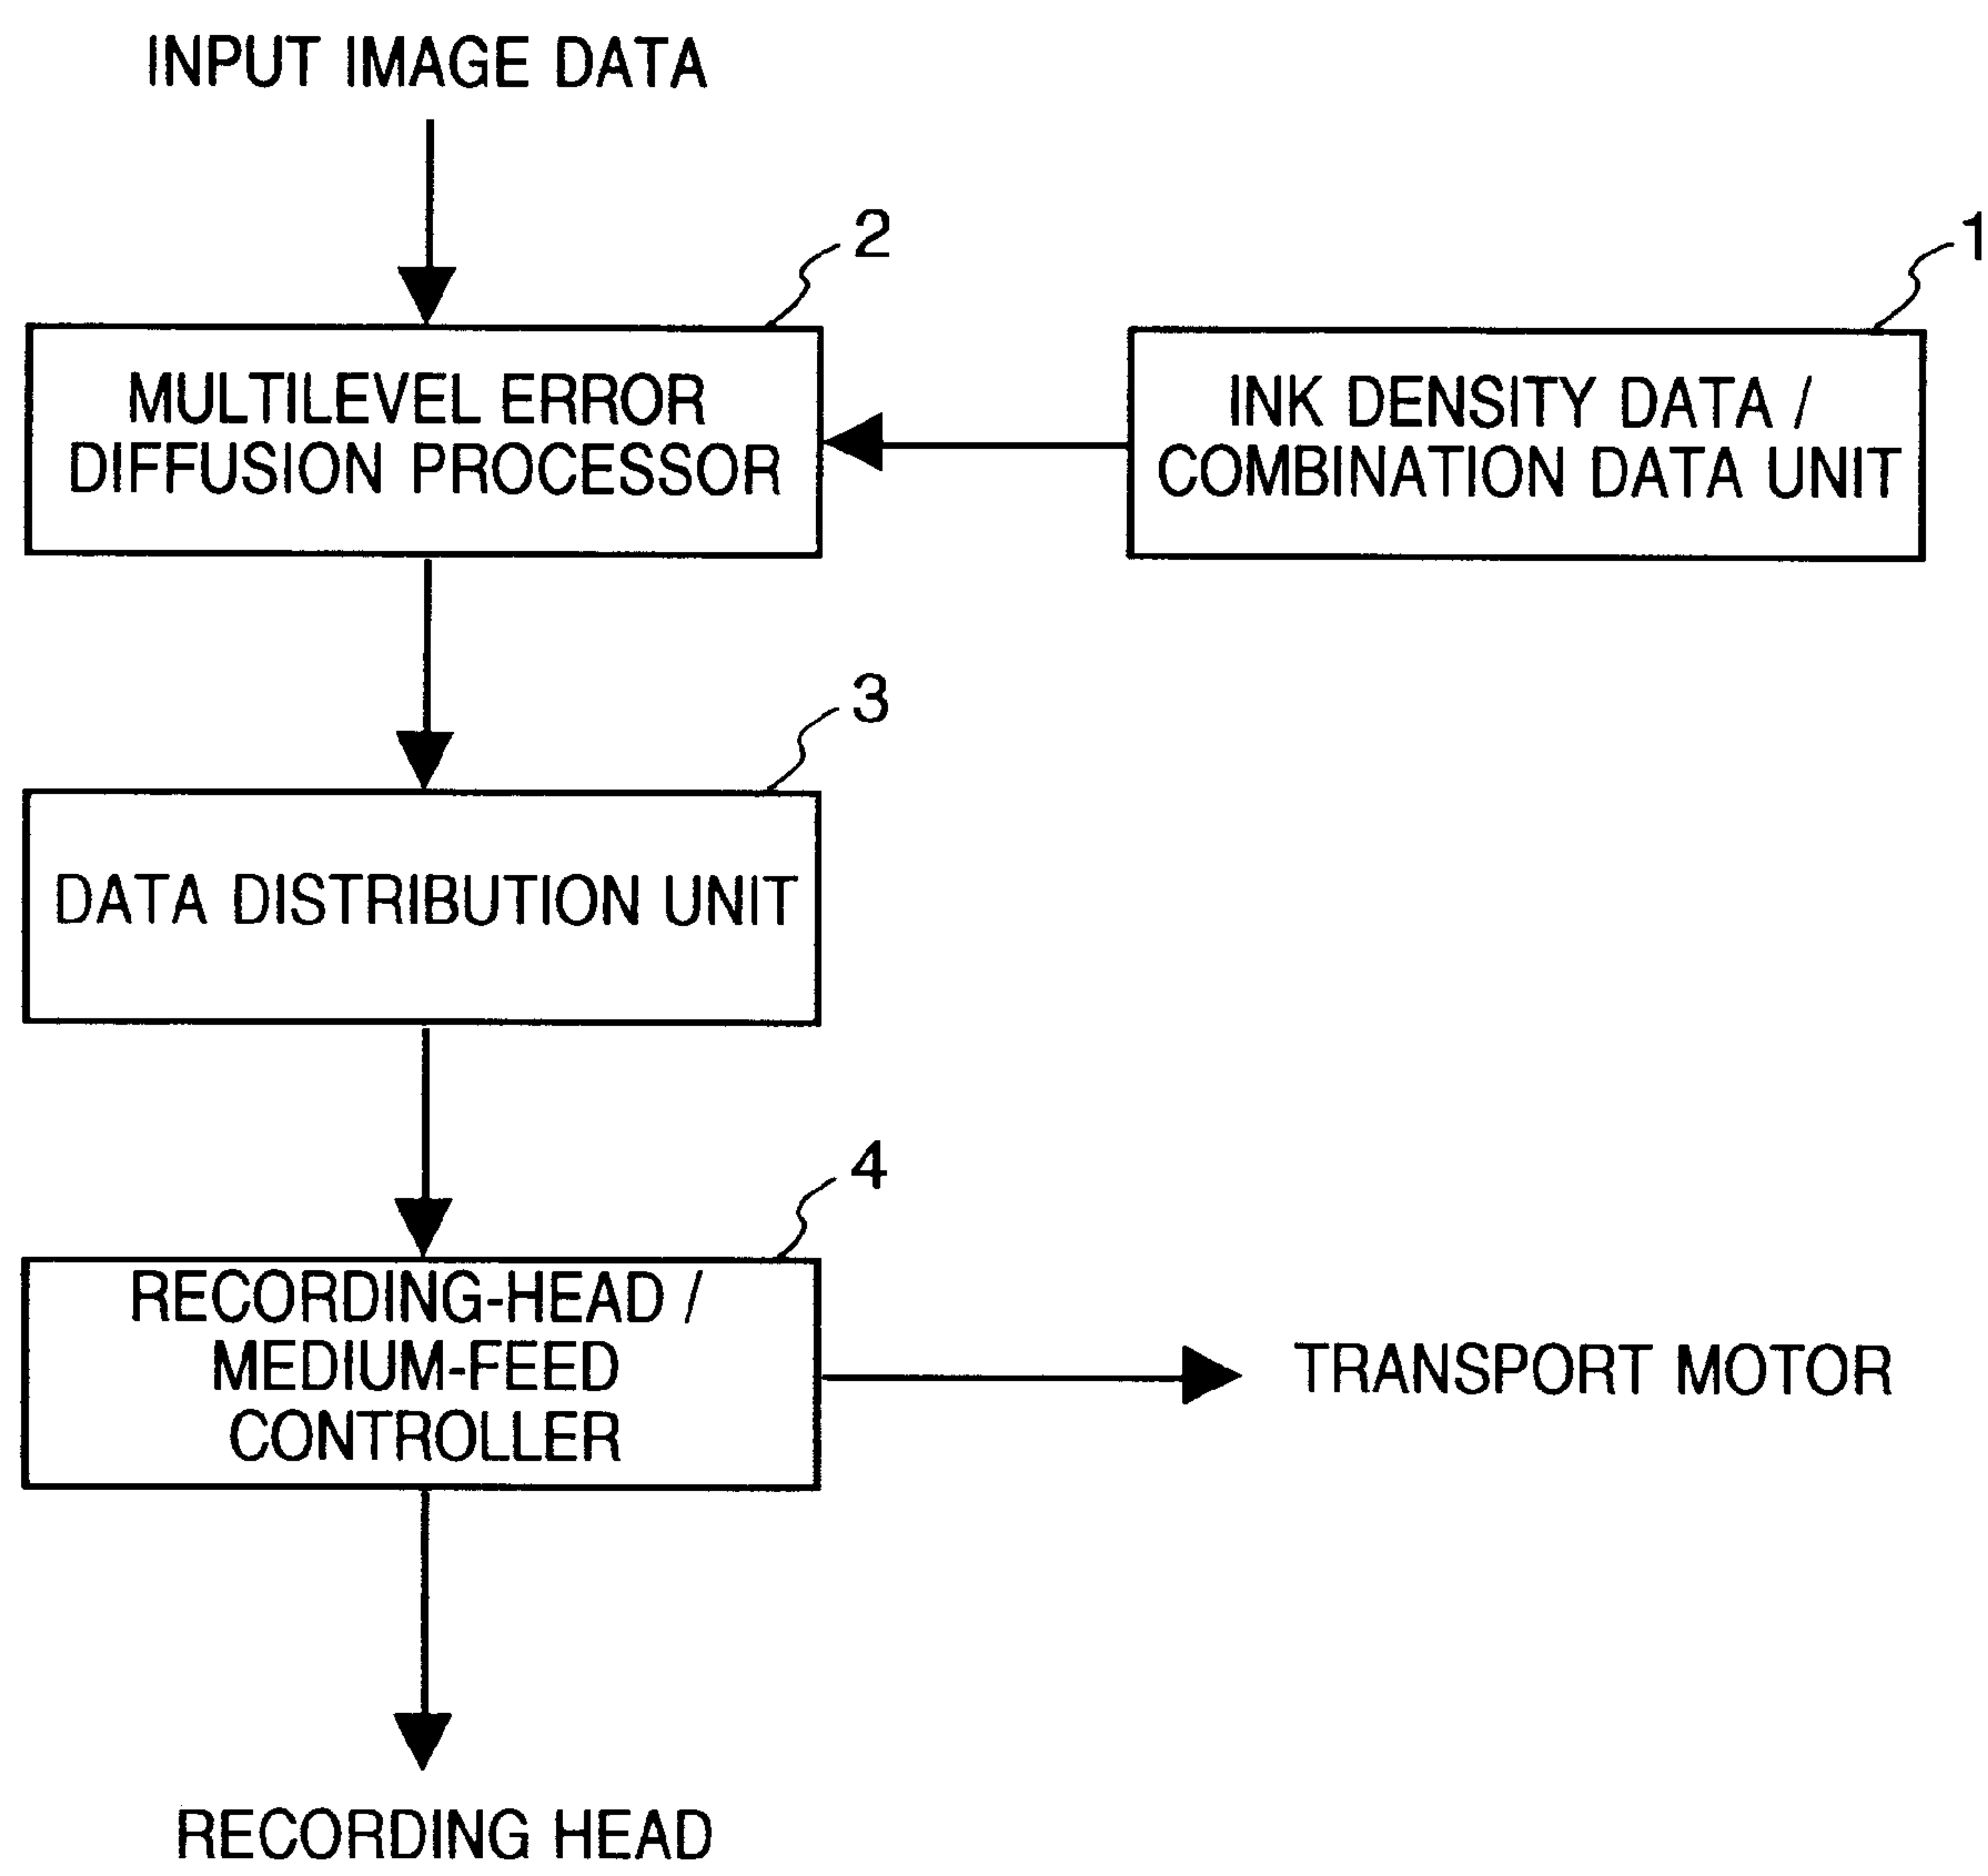 INPUT IMAGE DATA
2
1
MULTILEVEL ERROR
DIFFUSION PROCESSOR
INK DENSITY DATA /
COMBINATION DATA UNIT
3
DATA DISTRIBUTION UNIT
4
RECORDING-HEAD /
MEDIUM-FEED
CONTROLLER
TRANSPORT MOTOR
RECORDING HEAD